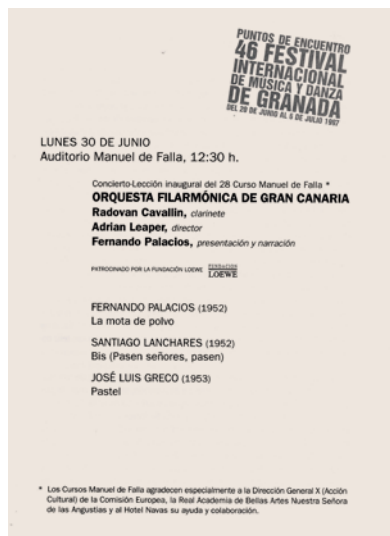 PUNTOS DE ENCUENTRO
46 FESTIVAL
INTERNACIONAL
DE MUSICA Y DANZA
DE GRANADA
DEL 20 DE JUNIO AL 6 DE JULIO 1997
LUNES 30 DE JUNIO
Auditorio Manuel de Falla, 12:30 h.
Concierto-Lección inaugural del 28 Curso Manuel de Falla *
ORQUESTA FILARMÓNICA DE GRAN CANARIA
Radovan Cavallin, clarinete
Adrian Leaper, director
Fernando Palacios, presentación y narración
PATROCINADO POR LA FUNDACIÓN LOEWE FUNDACIÓN
LOEWE
FERNANDO PALACIOS (1952)
La mota de polvo
SANTIAGO LANCHARES (1952)
Bis (Pasen señores, pasen)
JOSÉ LUIS GRECO (1953)
Pastel
* Los Cursos Manuel de Falla agradecen especialmente a la Dirección General X (Acción
Cultural) de la Comisión Europea, la Real Academia de Bellas Artes Nuestra Señora
de las Angustias y al Hotel Navas su ayuda y colaboración.